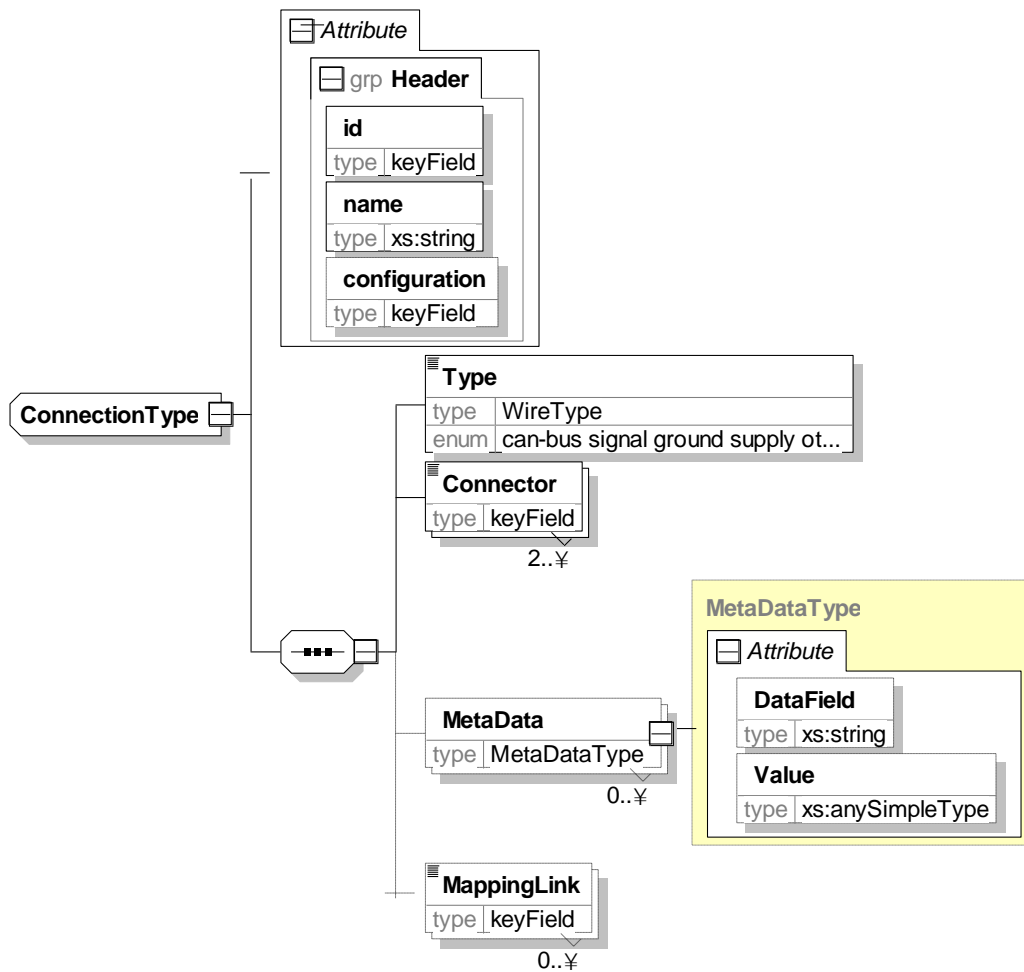 Attribute
grp Header
id
type keyField
name
type xs:string
configuration
type keyField
ConnectionType
Type
type WireType
enum can-bus signal ground supply ot...
Connector
type keyField
2..¥
MetaDataType
Attribute
DataField
type xs:string
Value
type xs:anySimpleType
MetaData
type MetaDataType
0..¥
MappingLink
type keyField
0..¥